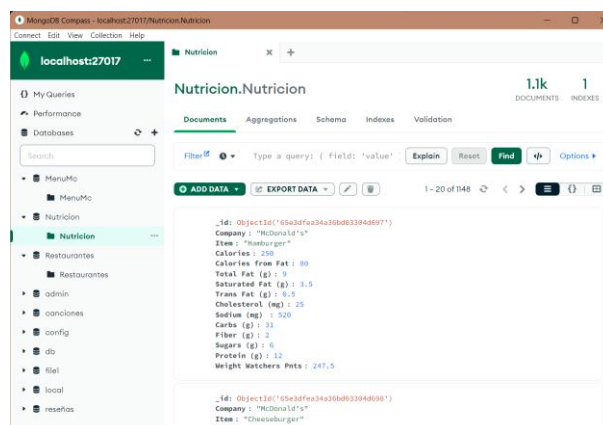 MongoDB Compass - localhost:27017/Nutricion.Nutricion
Connect Edit View Collection Help
localhost:27017 ...
My Queries
Performance
Databases
Search
MenuMc
MenuMc
Nutricion
Nutricion ...
Restaurantes
Restaurantes
admin
canciones
config
db
file1
local
reseñas
Nutricion
Nutricion.Nutricion
1.1k 1
DOCUMENTS INDEXES
Documents Aggregations Schema Indexes Validation
Filter Type a query: { field: 'value' Explain Reset Find </> Options
ADD DATA EXPORT DATA 1 – 20 of 1148 {}
_id: ObjectId('65e3dfea34a36bd03304d697')
Company : "McDonald's"
Item : "Hamburger"
Calories : 250
Calories from Fat : 80
Total Fat (g) : 9
Saturated Fat (g) : 3.5
Trans Fat (g) : 0.5
Cholesterol (mg) : 25
Sodium (mg) : 520
Carbs (g) : 31
Fiber (g) : 2
Sugars (g) : 6
Protein (g) : 12
Weight Watchers Pnts : 247.5
_id: ObjectId('65e3dfea34a36bd03304d698')
Company : "McDonald's"
Item : "Cheeseburger"